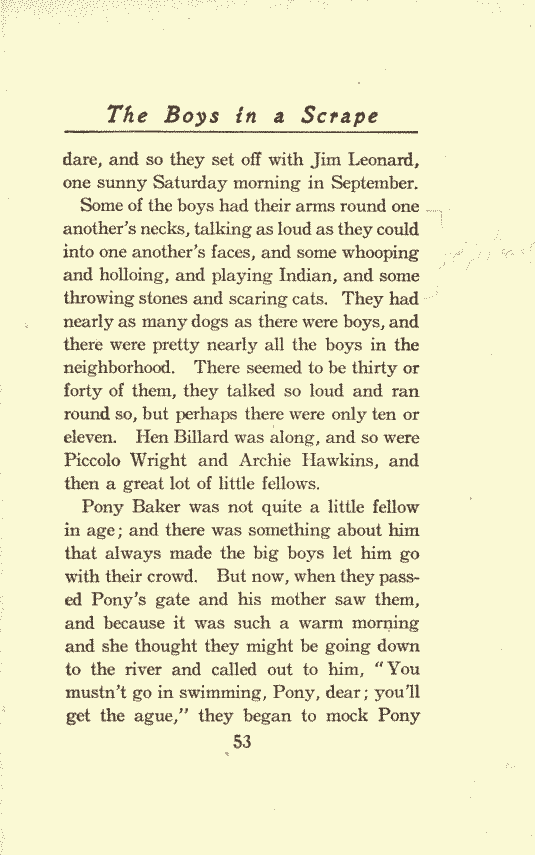 The Boys in a Scrape
dare, and so they set off with Jim Leonard,
one sunny Saturday morning in September.
Some of the boys had their arms round one
another's necks, talking as loud as they could
into one another's faces, and some whooping
and holloing, and playing Indian, and some
throwing stones and scaring cats. They had
nearly as many dogs as there were boys, and
there were pretty nearly all the boys in the
neighborhood. There seemed to be thirty or
forty of them, they talked so loud and ran
round so, but perhaps there were only ten or
eleven. Hen Billard was along, and so were
Piccolo Wright and Archie Hawkins, and
then a great lot of little fellows.
Pony Baker was not quite a little fellow
in age; and there was something about him
that always made the big boys let him go
with their crowd. But now, when they pass-
ed Pony's gate and his mother saw them,
and because it was such a warm morning
and she thought they might be going down
to the river and called out to him, "You
mustn't go in swimming, Pony, dear; you'll
get the ague," they began to mock Pony
53